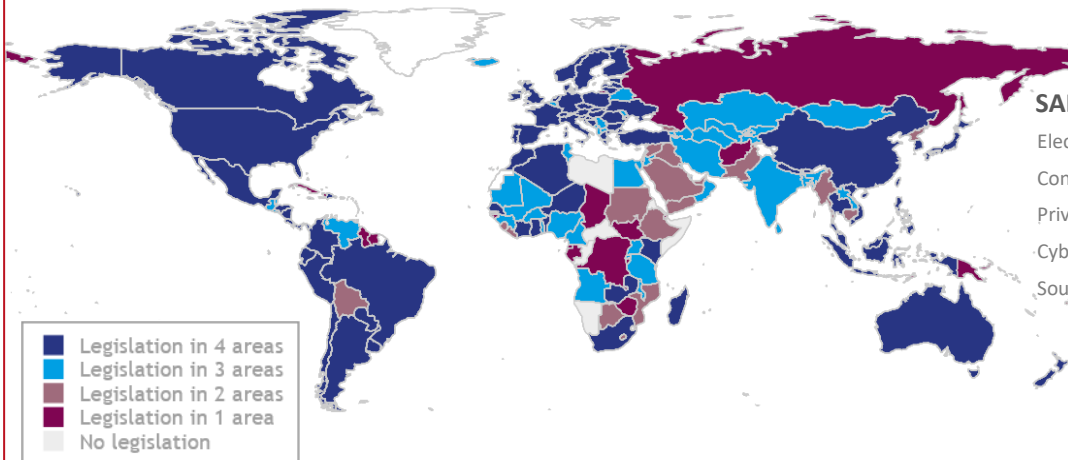 Legislation in 4 areas
Legislation in 3 areas
Legislation in 2 areas
Legislation in 1 area
No legislation